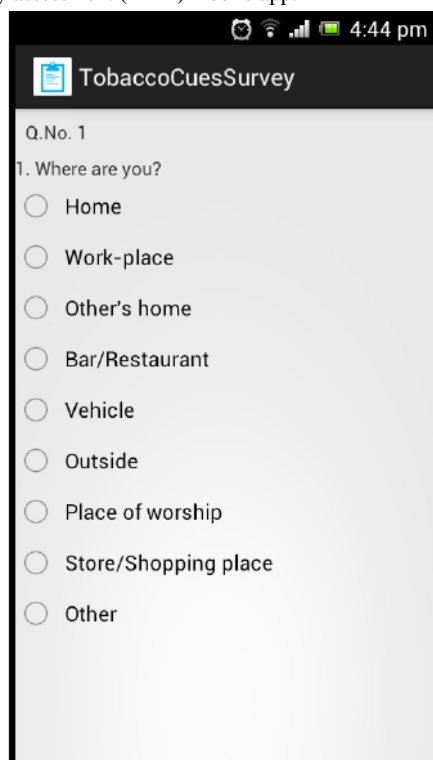 4:44 pm
TobaccoCuesSurvey
Q.No. 1
1. Where are you?
Home
Work-place
Other's home
Bar/Restaurant
Vehicle
Outside
Place of worship
Store/Shopping place
Other